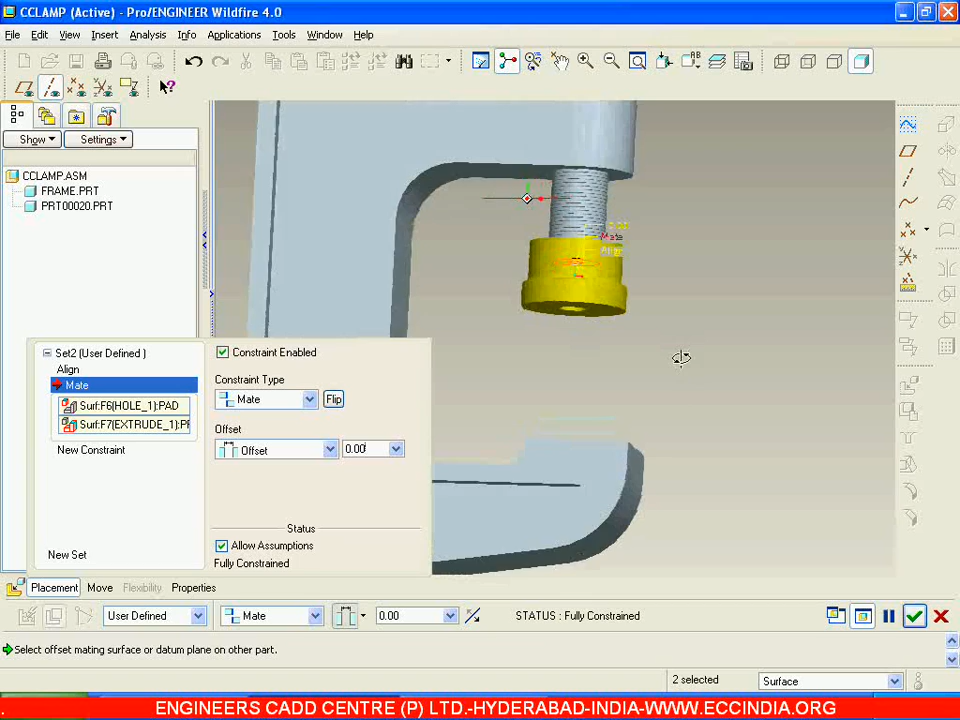 CCLAMP (Active) - Pro/ENGINEER Wildfire 4.0
File Edit View Insert Analysis Info Applications Tools Window Help
Show Settings
CCLAMP.ASM
FRAME.PRT
PRT00020.PRT
Mate
Align
Set2 (User Defined )
Align
Mate
Surf:F6(HOLE_1):PAD
Surf:F7(EXTRUDE_1):P
New Constraint
New Set
Constraint Enabled
Constraint Type
Mate Flip
Offset
Offset 0.00
Status
Allow Assumptions
Fully Constrained
Placement Move Flexibility Properties
User Defined Mate 0.00 STATUS : Fully Constrained
Select offset mating surface or datum plane on other part.
2 selected Surface
. ENGINEERS CADD CENTRE (P) LTD.-HYDERABAD-INDIA-WWW.ECCINDIA.ORG